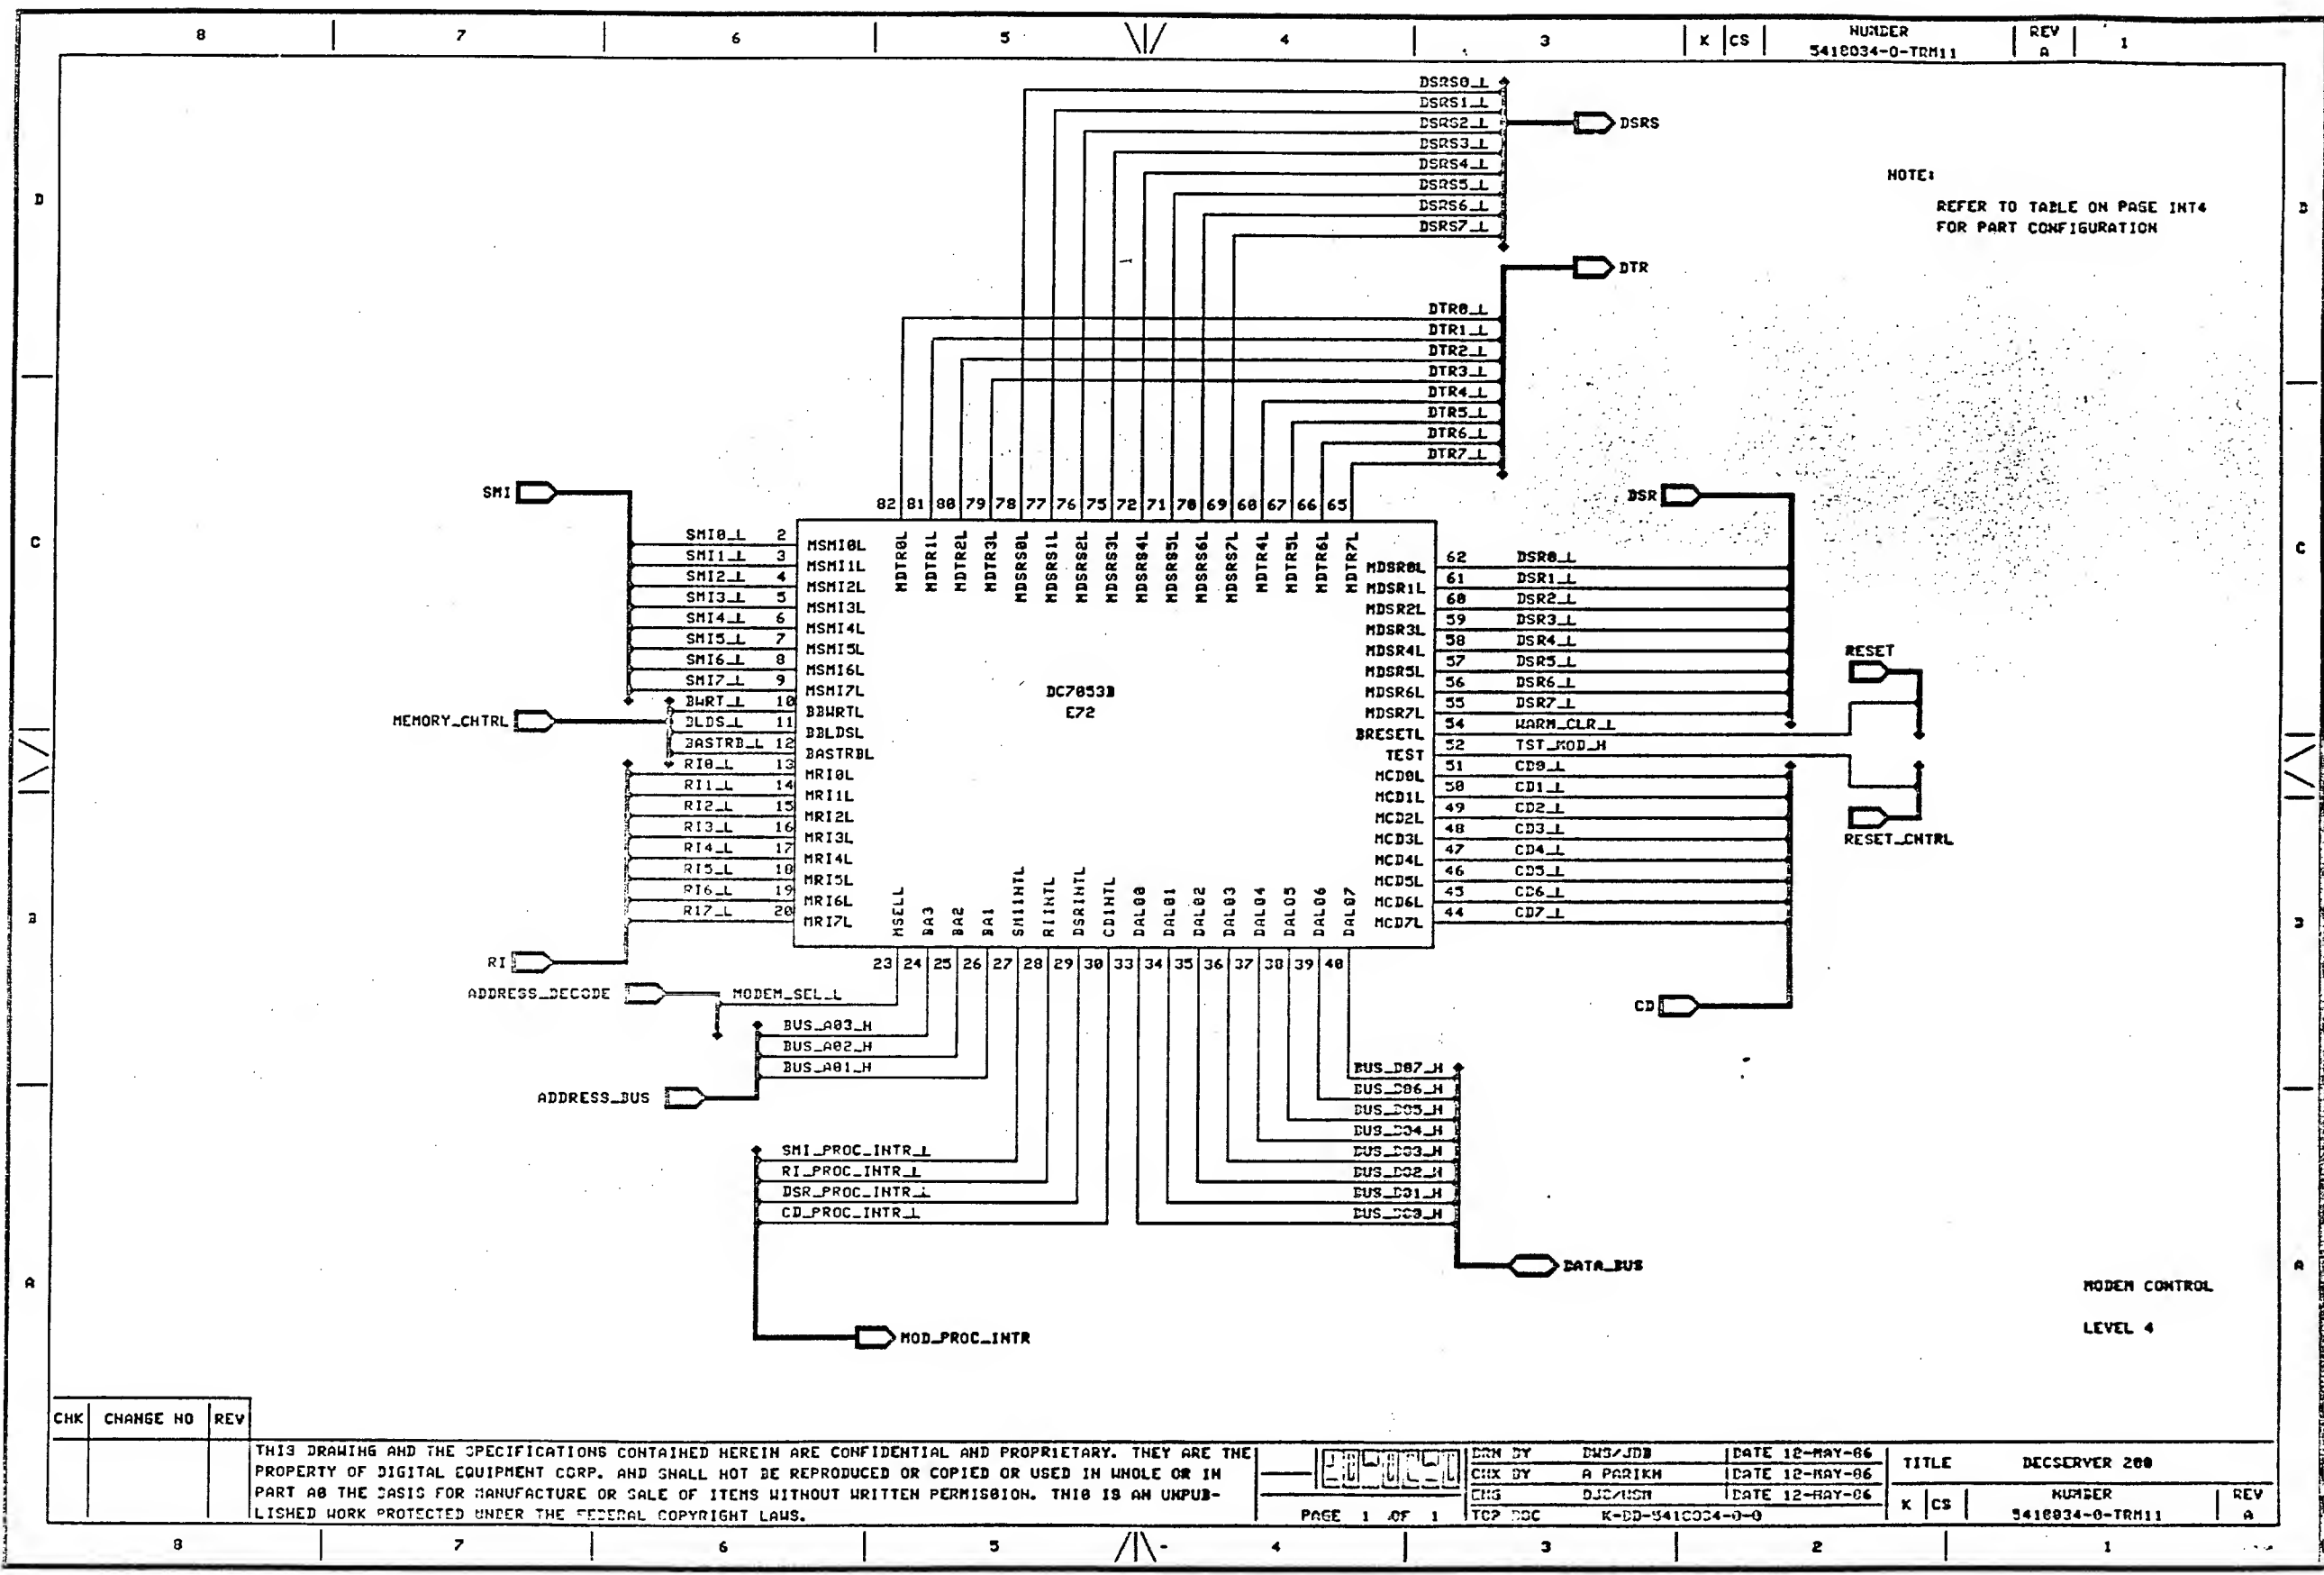 8 7 6 5 4 3 K CS NUMBER 5418034-0-TRM11 REV A 1
DSRS0_L
DSRS1_L
DSRS2_L
DSRS3_L
DSRS4_L
DSRS5_L
DSRS6_L
DSRS7_L
DSRS
NOTE:
REFER TO TABLE ON PAGE INT4
FOR PART CONFIGURATION
D D
DTR
DTR0_L
DTR1_L
DTR2_L
DTR3_L
DTR4_L
DTR5_L
DTR6_L
DTR7_L
SMI
DSR
82 81 80 79 78 77 76 75 72 71 70 69 68 67 66 65
MDTR0L MDTR1L MDTR2L MDTR3L MDSRS0L MDSRS1L MDSRS2L MDSRS3L MDSRS4L MDSRS5L MDSRS6L MDSRS7L MDTR4L MDTR5L MDTR6L MDTR7L
C C
SMI0_L 2 MSMI0L
SMI1_L 3 MSMI1L
SMI2_L 4 MSMI2L
SMI3_L 5 MSMI3L
SMI4_L 6 MSMI4L
SMI5_L 7 MSMI5L
SMI6_L 8 MSMI6L
SMI7_L 9 MSMI7L
MEMORY_CNTRL
BWRT_L 10 BBWRTL
BLDS_L 11 BBLDSL
BASTRB_L 12 BASTRBL
RI0_L 13 MRI0L
RI1_L 14 MRI1L
RI2_L 15 MRI2L
RI3_L 16 MRI3L
RI4_L 17 MRI4L
RI5_L 18 MRI5L
RI6_L 19 MRI6L
RI7_L 20 MRI7L
DC7053B
E72
MDSR0L 62 DSR0_L
MDSR1L 61 DSR1_L
MDSR2L 60 DSR2_L
MDSR3L 59 DSR3_L
MDSR4L 58 DSR4_L
MDSR5L 57 DSR5_L
MDSR6L 56 DSR6_L
MDSR7L 55 DSR7_L
BRESETL 54 WARM_CLR_L
TEST 52 TST_MOD_H
MCD0L 51 CD0_L
MCD1L 50 CD1_L
MCD2L 49 CD2_L
MCD3L 48 CD3_L
MCD4L 47 CD4_L
MCD5L 46 CD5_L
MCD6L 45 CD6_L
MCD7L 44 CD7_L
RESET
RESET_CNTRL
B B
MSELL BA3 BA2 BA1 SMIINTL RIINTL DSRINTL CDINTL DAL00 DAL01 DAL02 DAL03 DAL04 DAL05 DAL06 DAL07
23 24 25 26 27 28 29 30 33 34 35 36 37 38 39 40
RI
ADDRESS_DECODE
MODEM_SEL_L
CD
BUS_A03_H
BUS_A02_H
BUS_A01_H
ADDRESS_BUS
BUS_D07_H
BUS_D06_H
BUS_D05_H
BUS_D04_H
BUS_D03_H
BUS_D02_H
BUS_D01_H
BUS_D00_H
SMI_PROC_INTR_L
RI_PROC_INTR_L
DSR_PROC_INTR_L
CD_PROC_INTR_L
DATA_BUS
MOD_PROC_INTR
A A
MODEM CONTROL
LEVEL 4
CHK CHANGE NO REV
THIS DRAWING AND THE SPECIFICATIONS CONTAINED HEREIN ARE CONFIDENTIAL AND PROPRIETARY. THEY ARE THE
PROPERTY OF DIGITAL EQUIPMENT CORP. AND SHALL NOT BE REPRODUCED OR COPIED OR USED IN WHOLE OR IN
PART AS THE BASIS FOR MANUFACTURE OR SALE OF ITEMS WITHOUT WRITTEN PERMISSION. THIS IS AN UNPUB-
LISHED WORK PROTECTED UNDER THE FEDERAL COPYRIGHT LAWS.
digital
PAGE 1 OF 1
DRN BY DWS/JDB DATE 12-MAY-86
CHK BY A PARIKH DATE 12-MAY-86
ENG DATE 12-MAY-86
TOP DOC K-DD-5418034-0-0
TITLE DECSERVER 200
K CS NUMBER 5418034-0-TRM11 REV A
8 7 6 5 4 3 2 1